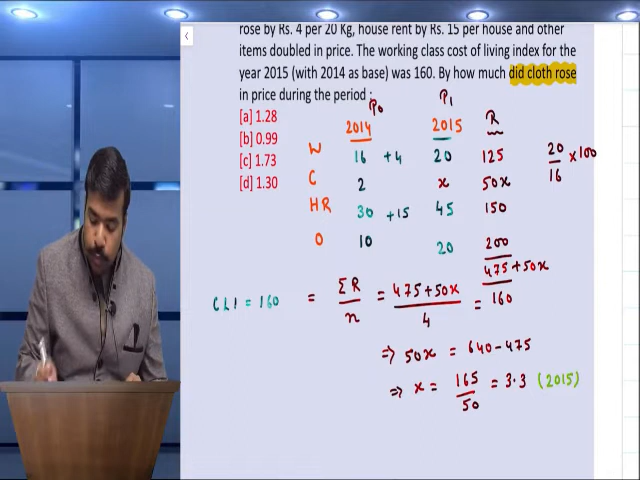 rose by Rs. 4 per 20 Kg, house rent by Rs. 15 per house and other
items doubled in price. The working class cost of living index for the
year 2015 (with 2014 as base) was 160. By how much did cloth rose
in price during the period :
[a] 1.28
[b] 0.99
[c] 1.73
[d] 1.30
P₀ P₁
2014 2015 R
W 16 +4 20 125 20/16 × 100
C 2 x 50x
HR 30 +15 45 150
O 10 20 200
475 + 50x
CLI = 160 = ΣR/n = 475 + 50x / 4 = 160
⇒ 50x = 640 - 475
⇒ x = 165/50 = 3.3 (2015)